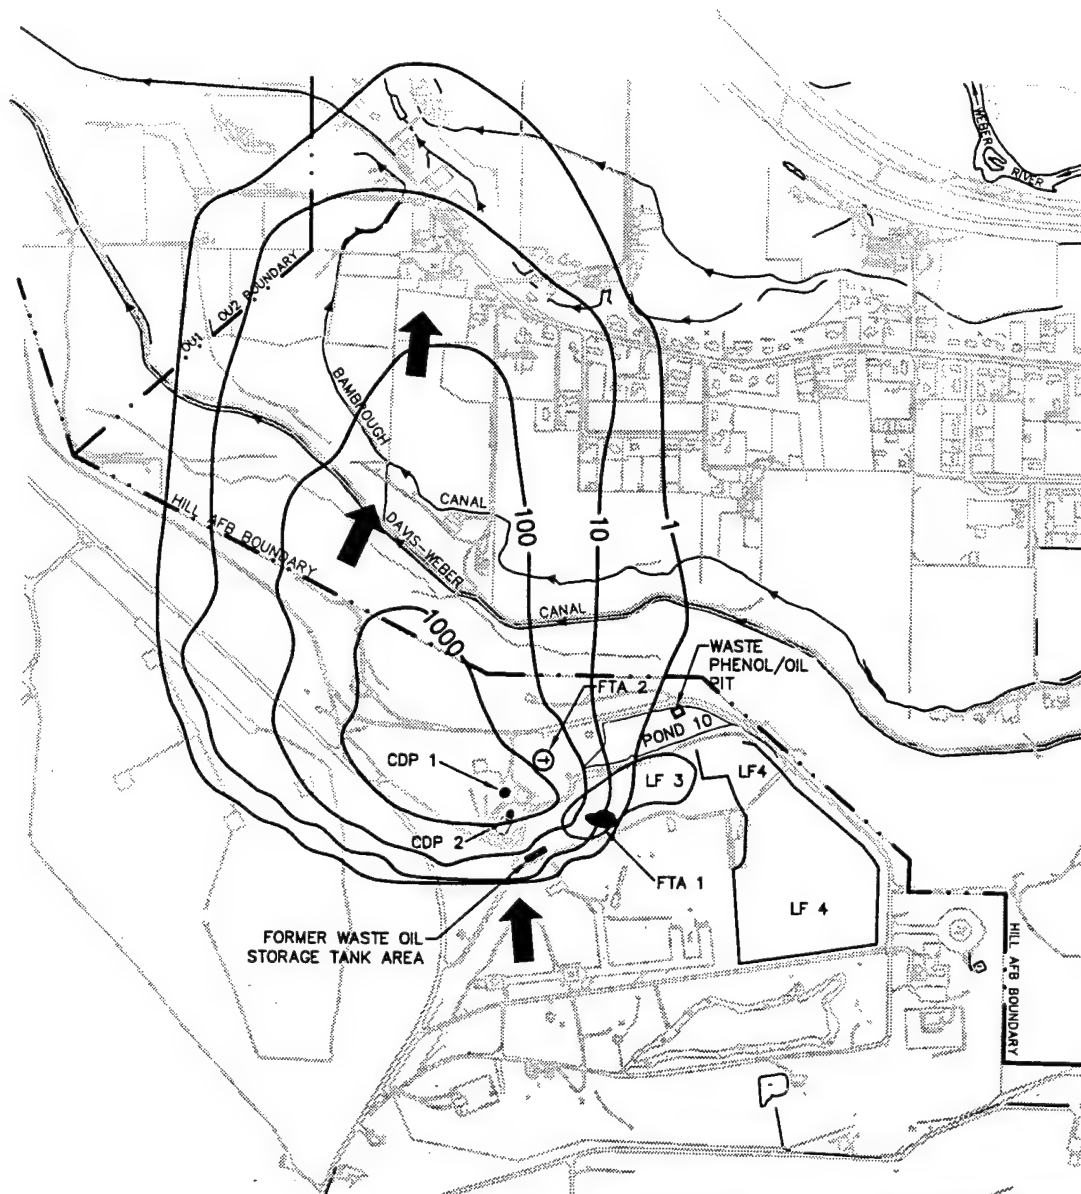 WEBER
RIVER
OU1
OU2 BOUNDARY
BAMBROUGH
CANAL
HILL AFB BOUNDARY
DAVIS-WEBER
CANAL
100
10
1
1000
WASTE
PHENOL/OIL
PIT
FTA 2
POND 10
CDP 1
LF 3
LF4
CDP 2
FTA 1
LF 4
FORMER WASTE OIL
STORAGE TANK AREA
HILL AFB BOUNDARY